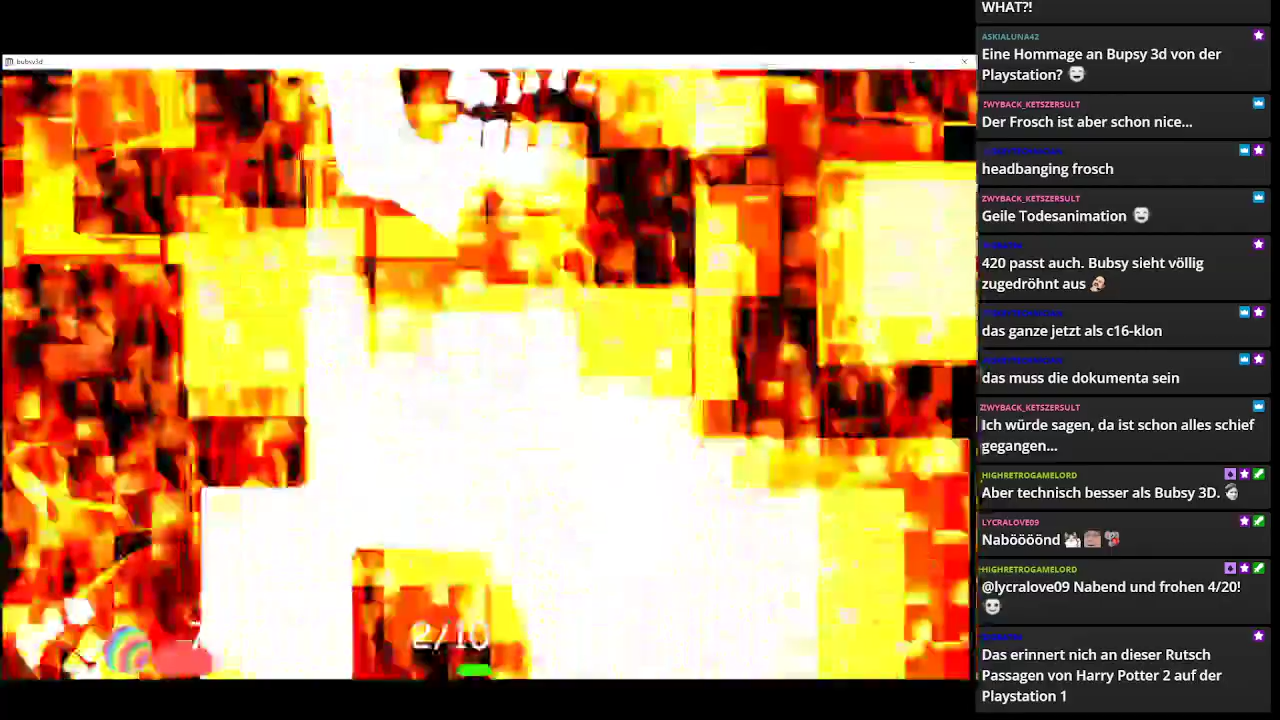 WHAT?!
bubsy3d
ASKIALUNA42
Eine Hommage an Bupsy 3d von der
Playstation?
ZWYBACK_KETSZERSULT
Der Frosch ist aber schon nice...
headbanging frosch
ZWYBACK_KETSZERSULT
Geile Todesanimation
420 passt auch. Bubsy sieht völlig
zugedröhnt aus
das ganze jetzt als c16-klon
das muss die dokumenta sein
ZWYBACK_KETSZERSULT
Ich würde sagen, da ist schon alles schief
gegangen...
HIGHRETROGAMELORD
Aber technisch besser als Bubsy 3D.
LYCRALOVE09
Naböööönd
HIGHRETROGAMELORD
@lycralove09 Nabend und frohen 4/20!
Das erinnert nich an dieser Rutsch
Passagen von Harry Potter 2 auf der
Playstation 1
2/10